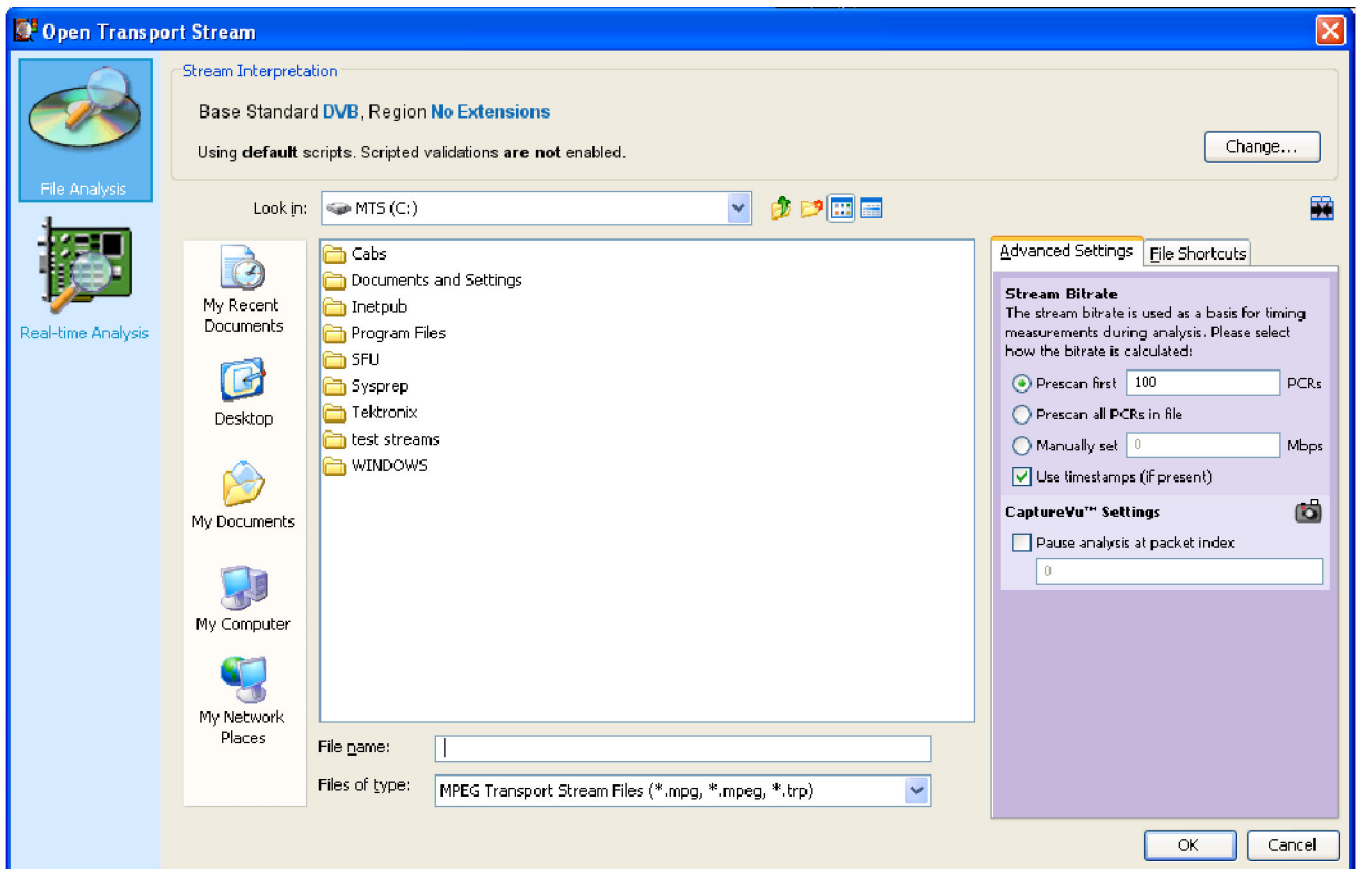 Open Transport Stream
File Analysis
Real-time Analysis
Stream Interpretation
Base Standard DVB, Region No Extensions
Using default scripts. Scripted validations are not enabled.
Change...
Look in:
MTS (C:)
My Recent
Documents
Desktop
My Documents
My Computer
My Network
Places
Cabs
Documents and Settings
Inetpub
Program Files
SFU
Sysprep
Tektronix
test streams
WINDOWS
File name:
Files of type:
MPEG Transport Stream Files (*.mpg, *.mpeg, *.trp)
Advanced Settings
File Shortcuts
Stream Bitrate
The stream bitrate is used as a basis for timing
measurements during analysis. Please select
how the bitrate is calculated:
Prescan first 100 PCRs
Prescan all PCRs in file
Manually set 0 Mbps
Use timestamps (if present)
CaptureVu™ Settings
Pause analysis at packet index
0
OK
Cancel